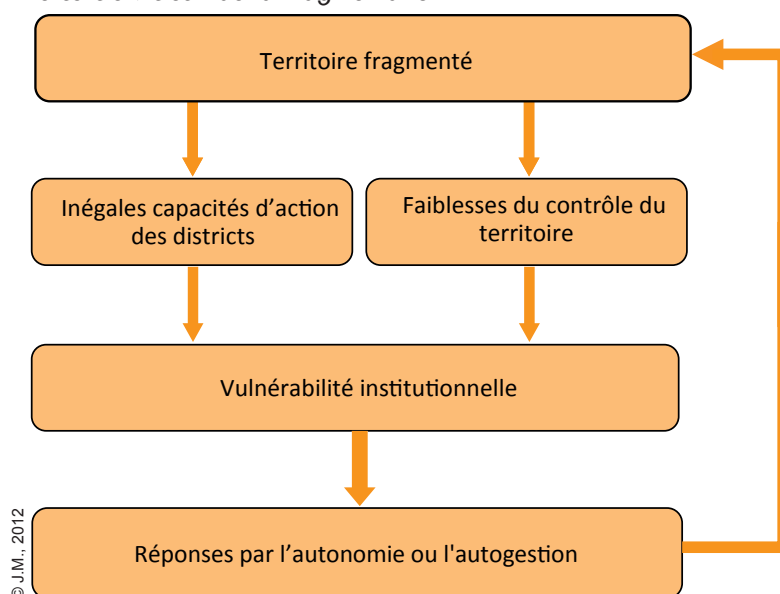 Territoire fragmenté
Inégales capacités d’action
des districts
Faiblesses du contrôle du
territoire
Vulnérabilité institutionnelle
Réponses par l’autonomie ou l'autogestion
© J.M., 2012